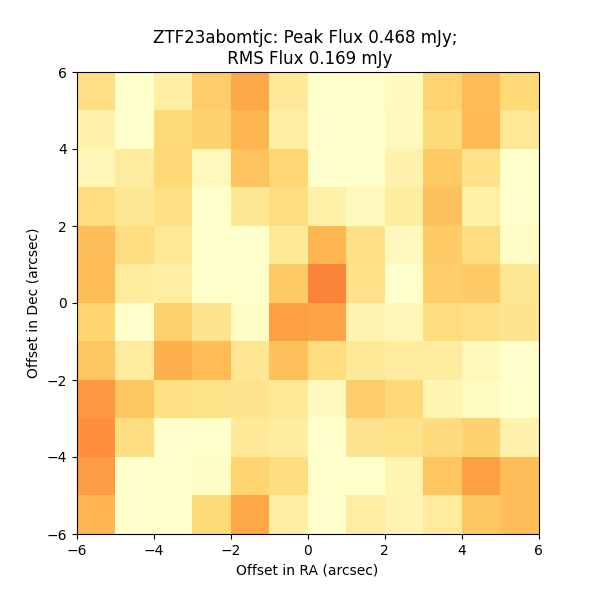 ZTF23abomtjc: Peak Flux 0.468 mJy;
RMS Flux 0.169 mJy
6
4
2
0
−2
−4
−6
Offset in Dec (arcsec)
−6 −4 −2 0 2 4 6
Offset in RA (arcsec)